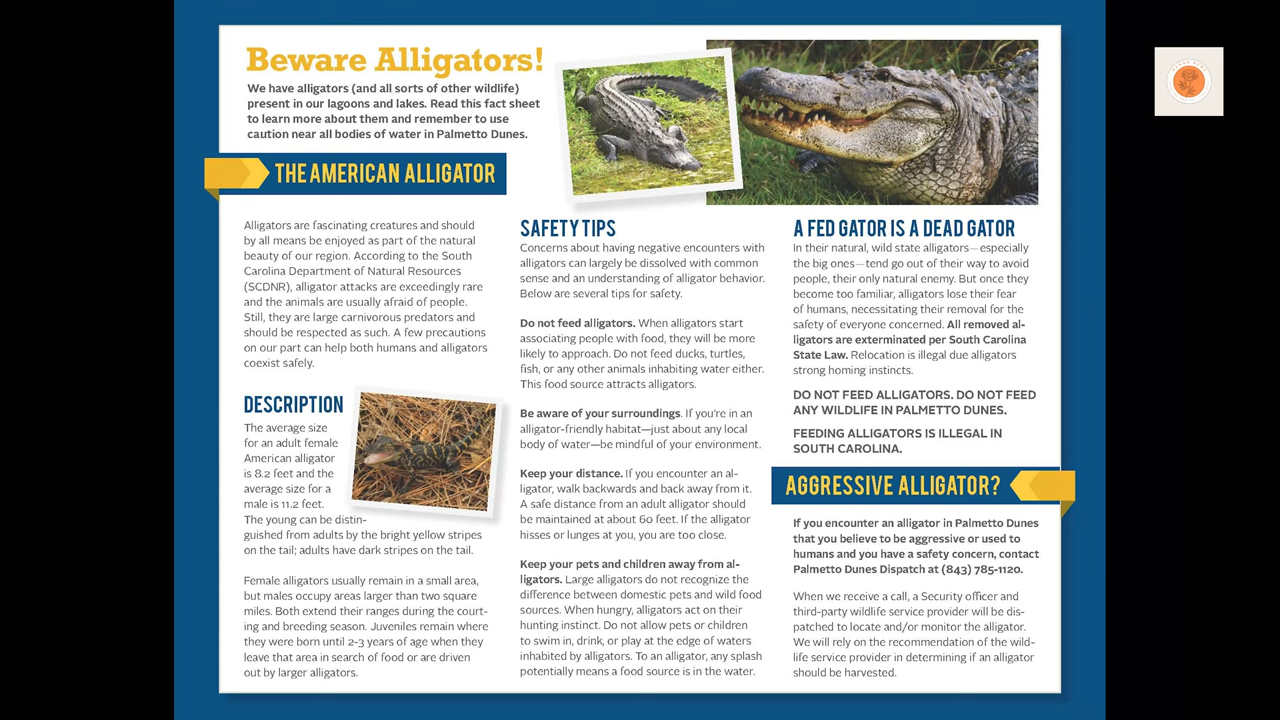 Beware Alligators!
We have alligators (and all sorts of other wildlife)
present in our lagoons and lakes. Read this fact sheet
to learn more about them and remember to use
caution near all bodies of water in Palmetto Dunes.
THE AMERICAN ALLIGATOR
Alligators are fascinating creatures and should
by all means be enjoyed as part of the natural
beauty of our region. According to the South
Carolina Department of Natural Resources
(SCDNR), alligator attacks are exceedingly rare
and the animals are usually afraid of people.
Still, they are large carnivorous predators and
should be respected as such. A few precautions
on our part can help both humans and alligators
coexist safely.
DESCRIPTION
The average size
for an adult female
American alligator
is 8.2 feet and the
average size for a
male is 11.2 feet.
The young can be distin-
guished from adults by the bright yellow stripes
on the tail; adults have dark stripes on the tail.
Female alligators usually remain in a small area,
but males occupy areas larger than two square
miles. Both extend their ranges during the court-
ing and breeding season. Juveniles remain where
they were born until 2-3 years of age when they
leave that area in search of food or are driven
out by larger alligators.
SAFETY TIPS
Concerns about having negative encounters with
alligators can largely be dissolved with common
sense and an understanding of alligator behavior.
Below are several tips for safety.
Do not feed alligators. When alligators start
associating people with food, they will be more
likely to approach. Do not feed ducks, turtles,
fish, or any other animals inhabiting water either.
This food source attracts alligators.
Be aware of your surroundings. If you're in an
alligator-friendly habitat—just about any local
body of water—be mindful of your environment.
Keep your distance. If you encounter an al-
ligator, walk backwards and back away from it.
A safe distance from an adult alligator should
be maintained at about 60 feet. If the alligator
hisses or lunges at you, you are too close.
Keep your pets and children away from al-
ligators. Large alligators do not recognize the
difference between domestic pets and wild food
sources. When hungry, alligators act on their
hunting instinct. Do not allow pets or children
to swim in, drink, or play at the edge of waters
inhabited by alligators. To an alligator, any splash
potentially means a food source is in the water.
A FED GATOR IS A DEAD GATOR
In their natural, wild state alligators—especially
the big ones—tend go out of their way to avoid
people, their only natural enemy. But once they
become too familiar, alligators lose their fear
of humans, necessitating their removal for the
safety of everyone concerned. All removed al-
ligators are exterminated per South Carolina
State Law. Relocation is illegal due alligators
strong homing instincts.
DO NOT FEED ALLIGATORS. DO NOT FEED
ANY WILDLIFE IN PALMETTO DUNES.
FEEDING ALLIGATORS IS ILLEGAL IN
SOUTH CAROLINA.
AGGRESSIVE ALLIGATOR?
If you encounter an alligator in Palmetto Dunes
that you believe to be aggressive or used to
humans and you have a safety concern, contact
Palmetto Dunes Dispatch at (843) 785-1120.
When we receive a call, a Security officer and
third-party wildlife service provider will be dis-
patched to locate and/or monitor the alligator.
We will rely on the recommendation of the wild-
life service provider in determining if an alligator
should be harvested.